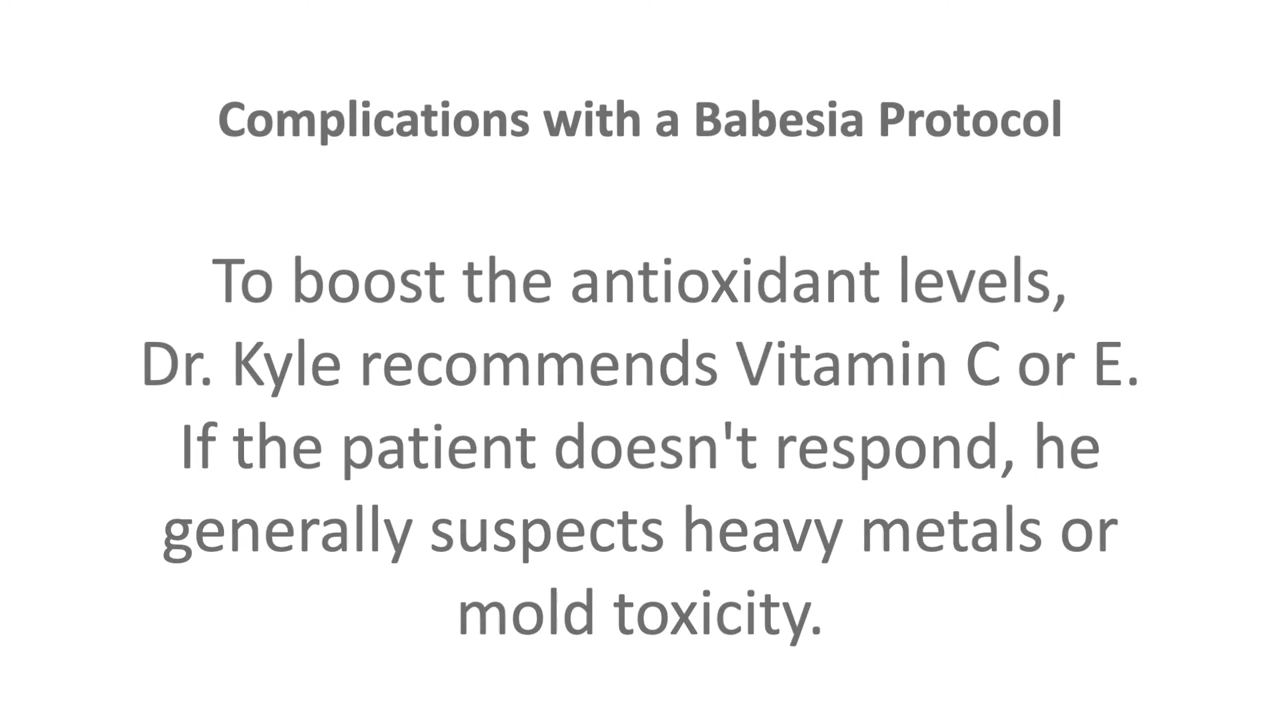 Complications with a Babesia Protocol
To boost the antioxidant levels,
Dr. Kyle recommends Vitamin C or E.
If the patient doesn't respond, he
generally suspects heavy metals or
mold toxicity.